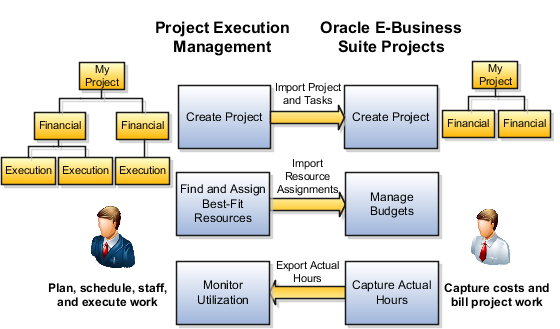 Project Execution
Management
Oracle E-Business
Suite Projects
My
Project
Financial
Financial
Execution
Execution
Execution
Create Project
Import Project
and Tasks
Create Project
My
Project
Financial
Financial
Find and Assign
Best-Fit
Resources
Import
Resource
Assignments
Manage
Budgets
Plan, schedule, staff,
and execute work
Monitor
Utilization
Export Actual
Hours
Capture Actual
Hours
Capture costs and
bill project work